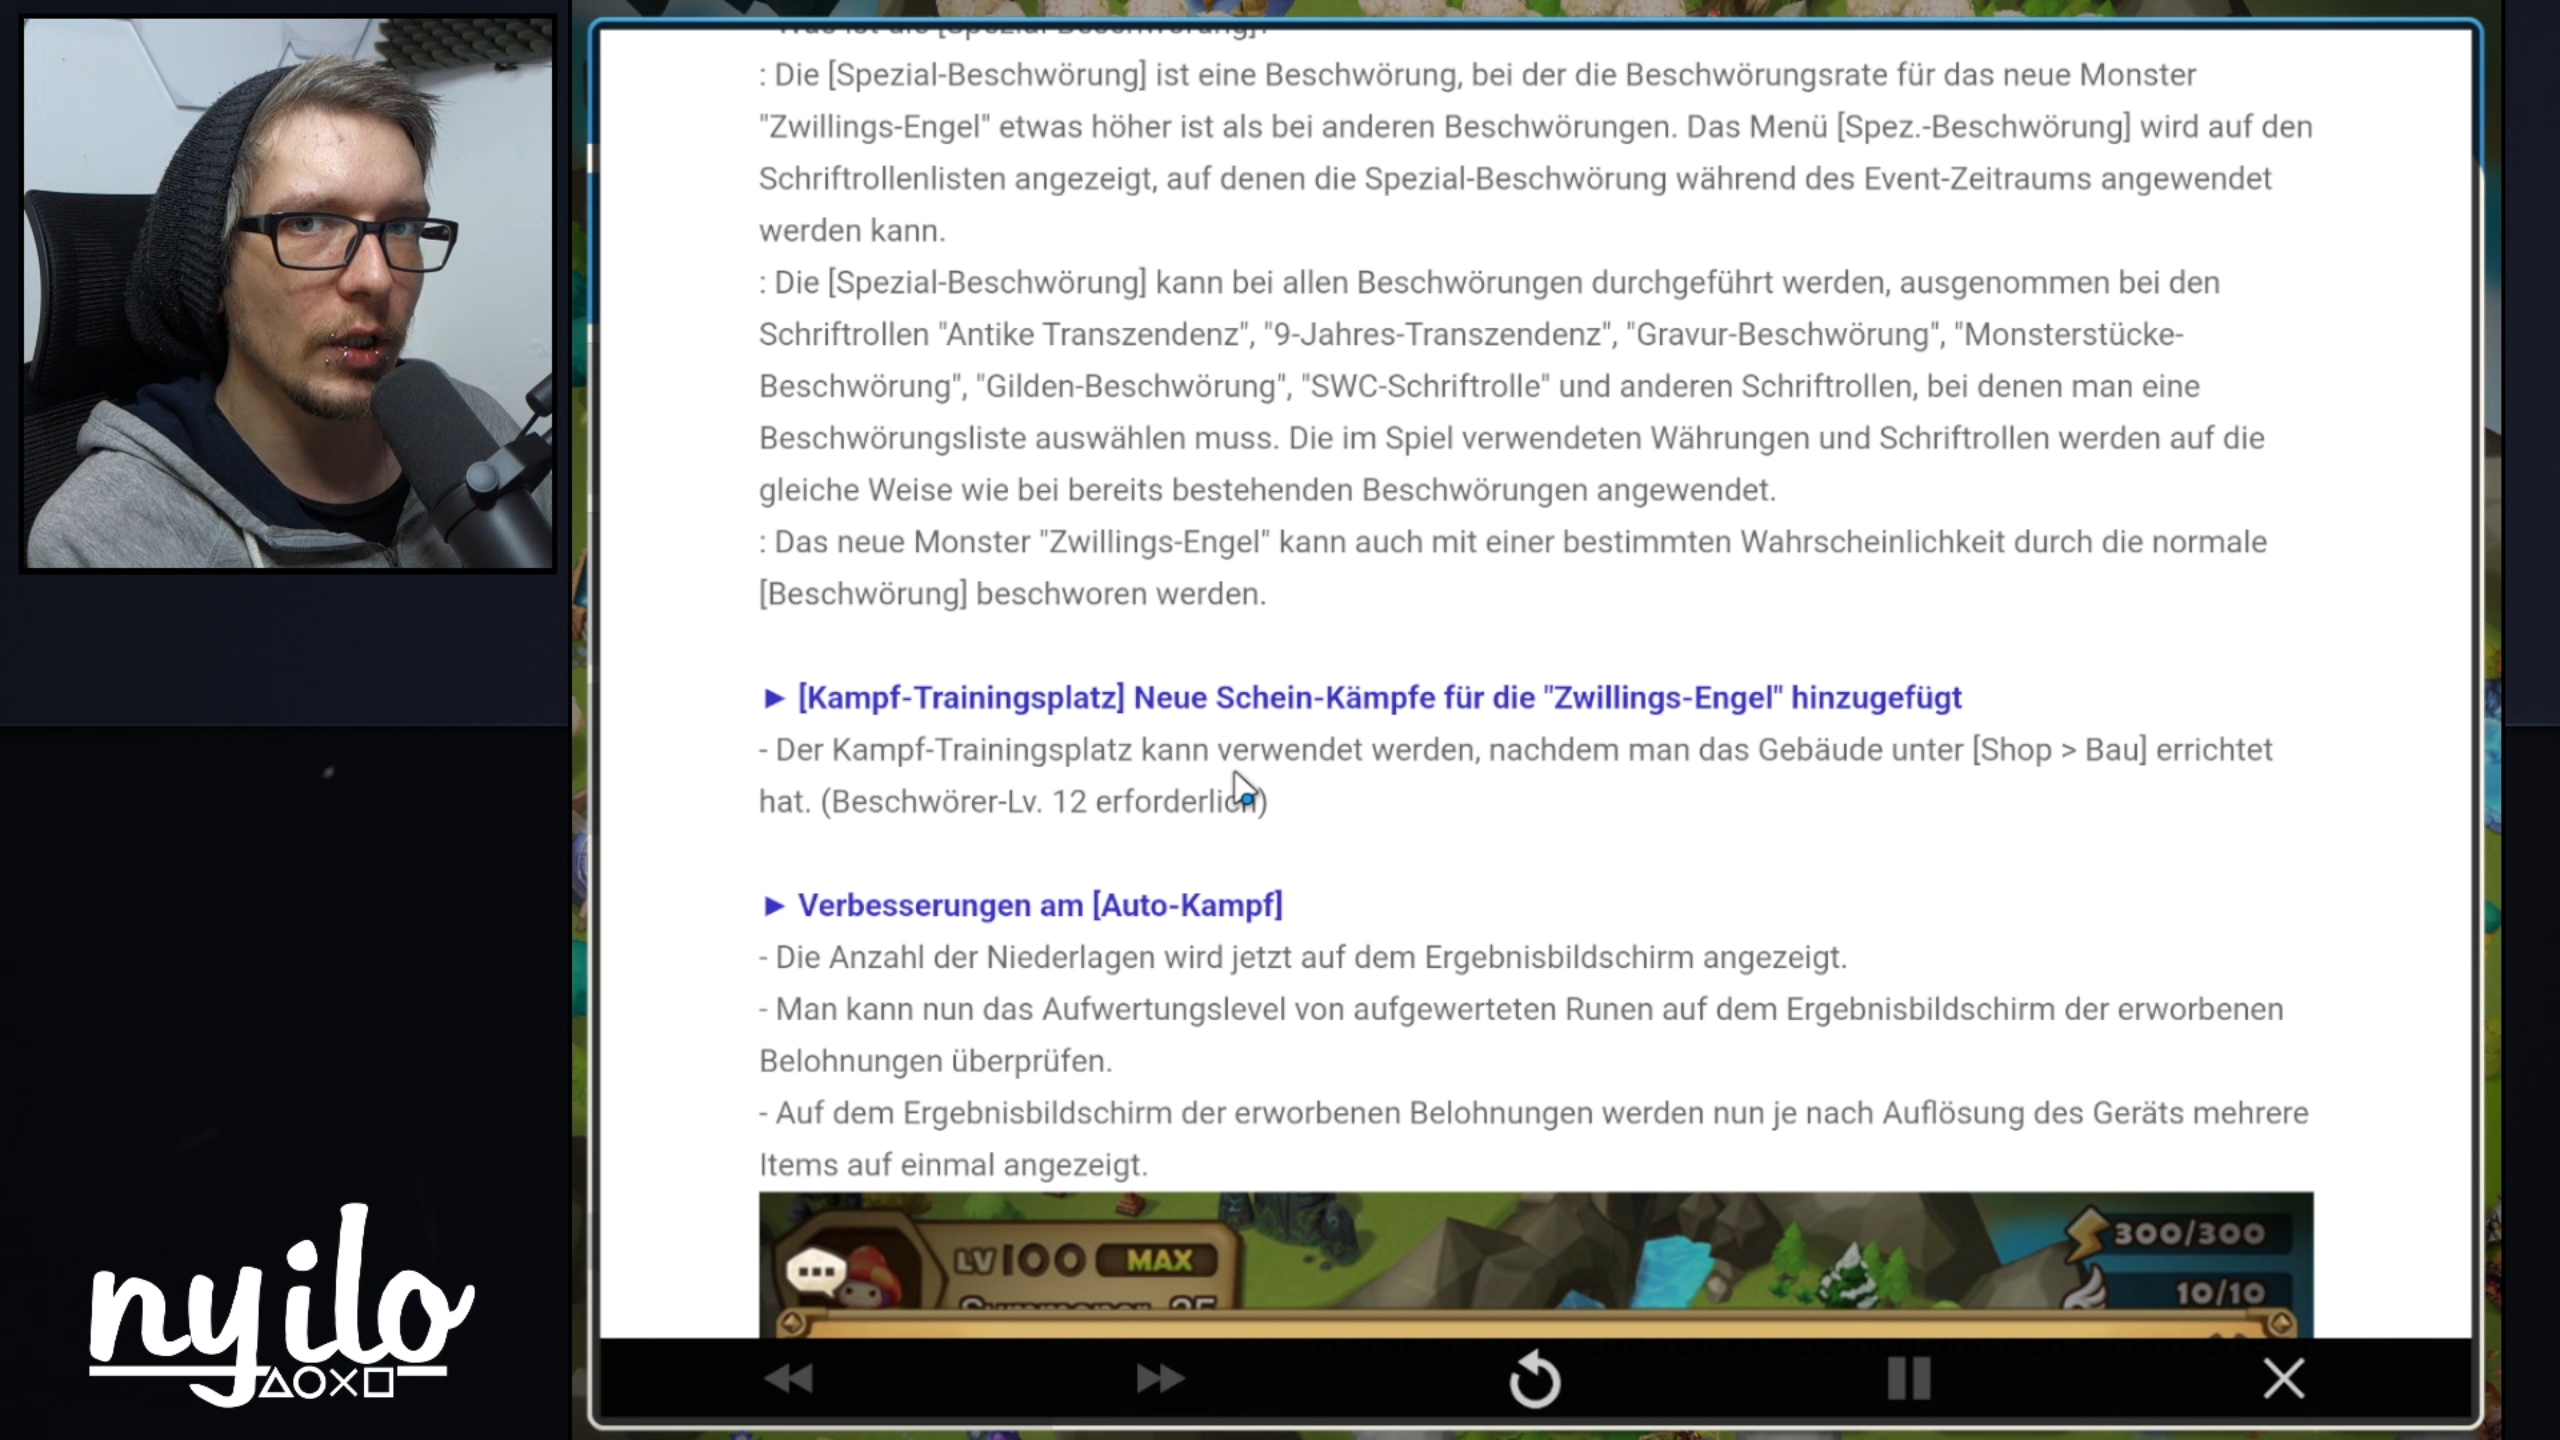 : Die [Spezial-Beschwörung] ist eine Beschwörung, bei der die Beschwörungsrate für das neue Monster
"Zwillings-Engel" etwas höher ist als bei anderen Beschwörungen. Das Menü [Spez.-Beschwörung] wird auf den
Schriftrollenlisten angezeigt, auf denen die Spezial-Beschwörung während des Event-Zeitraums angewendet
werden kann.
: Die [Spezial-Beschwörung] kann bei allen Beschwörungen durchgeführt werden, ausgenommen bei den
Schriftrollen "Antike Transzendenz", "9-Jahres-Transzendenz", "Gravur-Beschwörung", "Monsterstücke-
Beschwörung", "Gilden-Beschwörung", "SWC-Schriftrolle" und anderen Schriftrollen, bei denen man eine
Beschwörungsliste auswählen muss. Die im Spiel verwendeten Währungen und Schriftrollen werden auf die
gleiche Weise wie bei bereits bestehenden Beschwörungen angewendet.
: Das neue Monster "Zwillings-Engel" kann auch mit einer bestimmten Wahrscheinlichkeit durch die normale
[Beschwörung] beschworen werden.
► [Kampf-Trainingsplatz] Neue Schein-Kämpfe für die "Zwillings-Engel" hinzugefügt
- Der Kampf-Trainingsplatz kann verwendet werden, nachdem man das Gebäude unter [Shop > Bau] errichtet
hat. (Beschwörer-Lv. 12 erforderlich)
► Verbesserungen am [Auto-Kampf]
- Die Anzahl der Niederlagen wird jetzt auf dem Ergebnisbildschirm angezeigt.
- Man kann nun das Aufwertungslevel von aufgewerteten Runen auf dem Ergebnisbildschirm der erworbenen
Belohnungen überprüfen.
- Auf dem Ergebnisbildschirm der erworbenen Belohnungen werden nun je nach Auflösung des Geräts mehrere
Items auf einmal angezeigt.
LV100 MAX
300/300
10/10
nyilo